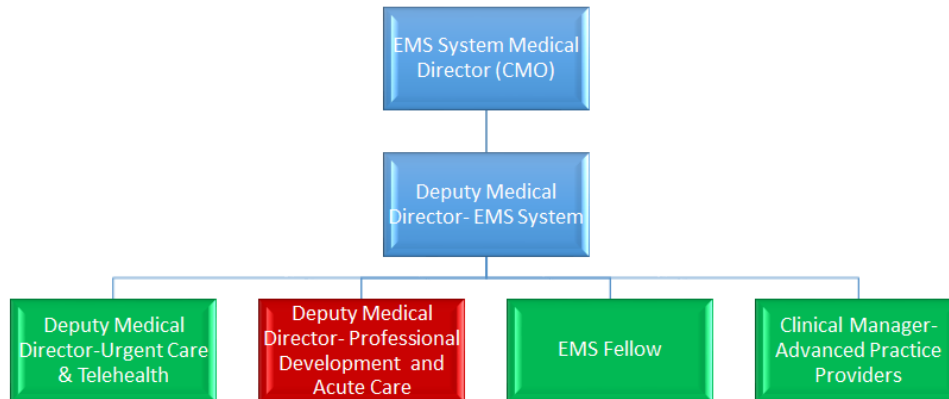 EMS System Medical
Director (CMO)
Deputy Medical
Director- EMS System
Deputy Medical
Director-Urgent Care
& Telehealth
Deputy Medical
Director- Professional
Development and
Acute Care
EMS Fellow
Clinical Manager-
Advanced Practice
Providers